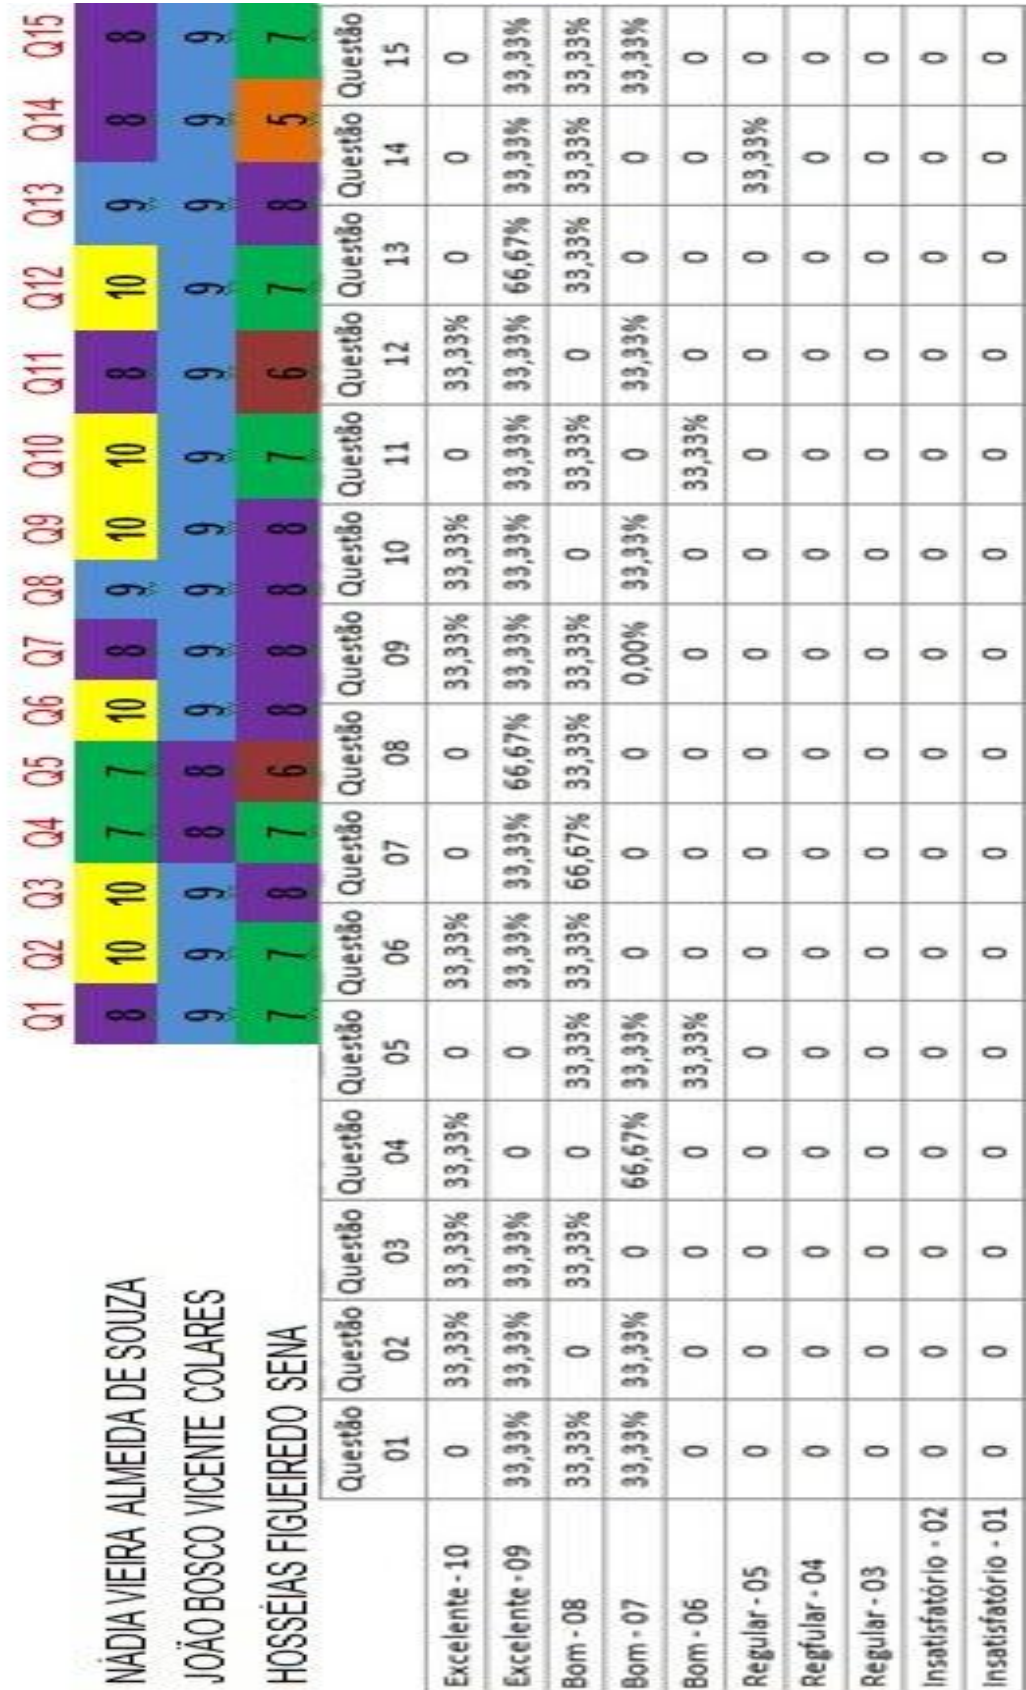 Q1 Q2 Q3 Q4 Q5 Q6 Q7 Q8 Q9 Q10 Q11 Q12 Q13 Q14 Q15
NÁDIA VIEIRA ALMEIDA DE SOUZA 8 10 10 7 7 10 8 9 10 10 8 10 9 8 8
JOÃO BOSCO VICENTE COLARES 9 9 9 8 8 9 9 9 9 9 9 9 9 9 9
HOSSÉIAS FIGUEIREDO SENA 7 7 8 7 6 8 8 8 8 7 6 7 8 5 7
Questão Questão Questão Questão Questão Questão Questão Questão Questão Questão Questão Questão Questão Questão Questão
01 02 03 04 05 06 07 08 09 10 11 12 13 14 15
Excelente - 10 0 33,33% 33,33% 33,33% 0 33,33% 0 0 33,33% 33,33% 0 33,33% 0 0 0
Excelente - 09 33,33% 33,33% 33,33% 0 0 33,33% 33,33% 66,67% 33,33% 33,33% 33,33% 33,33% 66,67% 33,33% 33,33%
Bom - 08 33,33% 0 33,33% 0 33,33% 33,33% 66,67% 33,33% 33,33% 0 33,33% 0 33,33% 33,33% 33,33%
Bom - 07 33,33% 33,33% 0 66,67% 33,33% 0 0 0 0,00% 33,33% 0 33,33% 0 0 33,33%
Bom - 06 0 0 0 0 33,33% 0 0 0 0 0 33,33% 0 0 0 0
Regular - 05 0 0 0 0 0 0 0 0 0 0 0 0 0 33,33% 0
Regfular - 04 0 0 0 0 0 0 0 0 0 0 0 0 0 0 0
Regular - 03 0 0 0 0 0 0 0 0 0 0 0 0 0 0 0
Insatisfatório - 02 0 0 0 0 0 0 0 0 0 0 0 0 0 0 0
Insatisfatório - 01 0 0 0 0 0 0 0 0 0 0 0 0 0 0 0